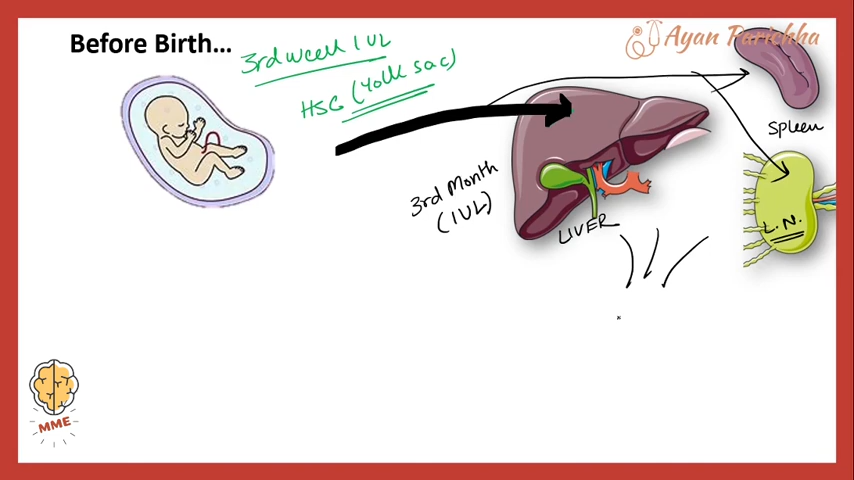 Before Birth...
3rd week IUL
HSC (Yolk sac)
Ayan Parichha
Spleen
3rd Month
(IUL)
LIVER
L.N.
MME